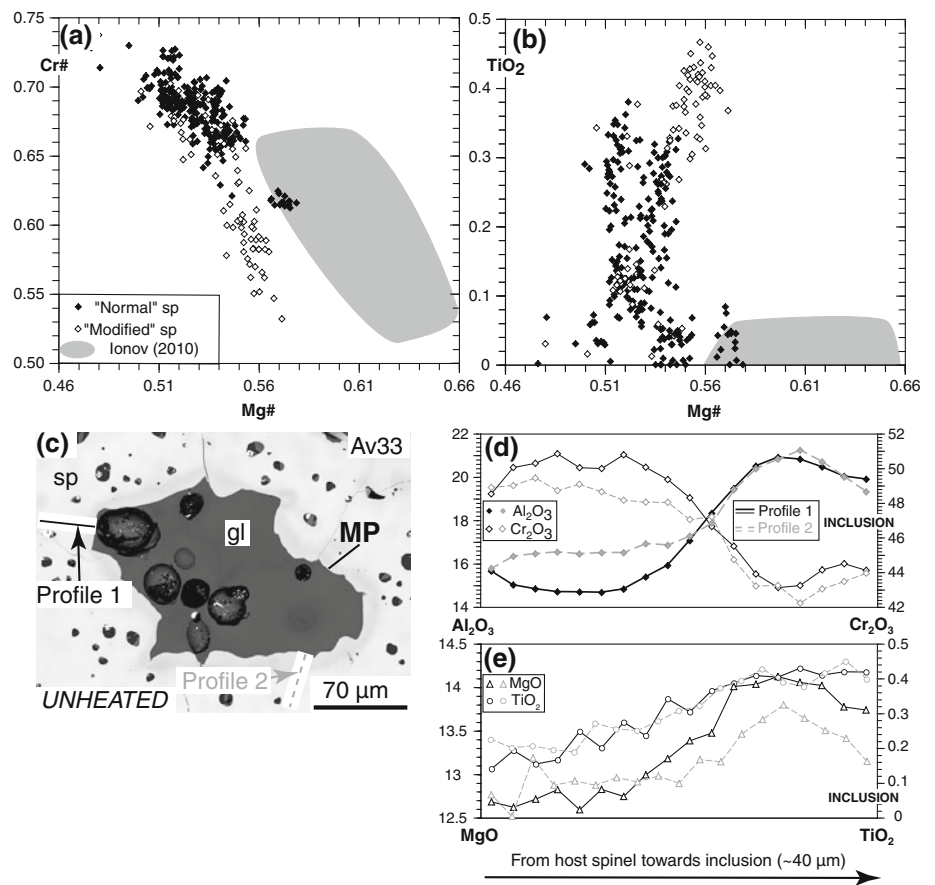 (a)
Cr#
0.75
0.70
0.65
0.60
0.55
0.50
"Normal" sp
"Modified" sp
Ionov (2010)
0.46 0.51 0.56 0.61 0.66
Mg#
(b)
TiO2
0.5
0.4
0.3
0.2
0.1
0
0.46 0.51 0.56 0.61 0.66
Mg#
(c)
Av33
sp
gl
MP
Profile 1
Profile 2
UNHEATED
70 µm
(d)
22
20
18
16
14
Al2O3
Cr2O3
Profile 1
Profile 2
INCLUSION
52
50
48
46
44
42
Al2O3
Cr2O3
(e)
14.5
14
13.5
13
12.5
MgO
TiO2
0.5
0.4
0.3
0.2
0.1
0
INCLUSION
MgO
TiO2
From host spinel towards inclusion (~40 µm)